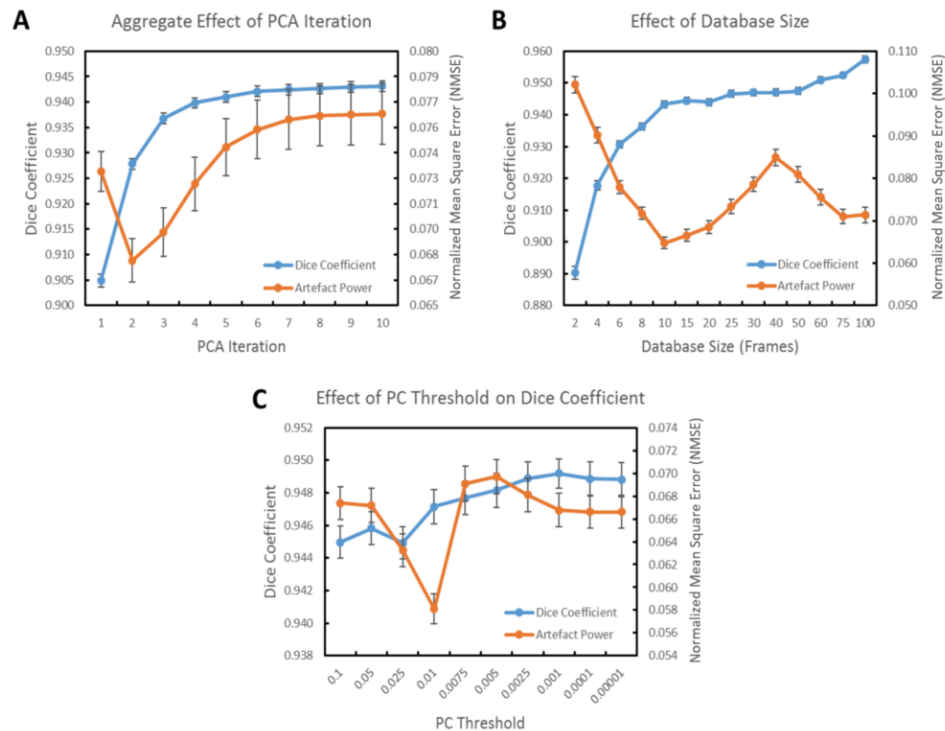 A
Aggregate Effect of PCA Iteration
0.950
0.945
0.940
0.935
0.930
0.925
0.920
0.915
0.910
0.905
0.900
Dice Coefficient
0.080
0.079
0.077
0.076
0.074
0.073
0.071
0.070
0.068
0.067
0.065
Normalized Mean Square Error (NMSE)
Dice Coefficient
Artefact Power
1 2 3 4 5 6 7 8 9 10
PCA Iteration
B
Effect of Database Size
0.960
0.950
0.940
0.930
0.920
0.910
0.900
0.890
0.880
Dice Coefficient
0.110
0.100
0.090
0.080
0.070
0.060
0.050
Normalized Mean Square Error (NMSE)
Dice Coefficient
Artefact Power
2 4 6 8 10 15 20 25 30 40 50 60 75 100
Database Size (Frames)
C
Effect of PC Threshold on Dice Coefficient
0.952
0.950
0.948
0.946
0.944
0.942
0.940
0.938
Dice Coefficient
0.074
0.072
0.070
0.068
0.066
0.064
0.062
0.060
0.058
0.056
0.054
Normalized Mean Square Error (NMSE)
Dice Coefficient
Artefact Power
0.1 0.05 0.025 0.01 0.0075 0.005 0.0025 0.001 0.0001 0.00001
PC Threshold